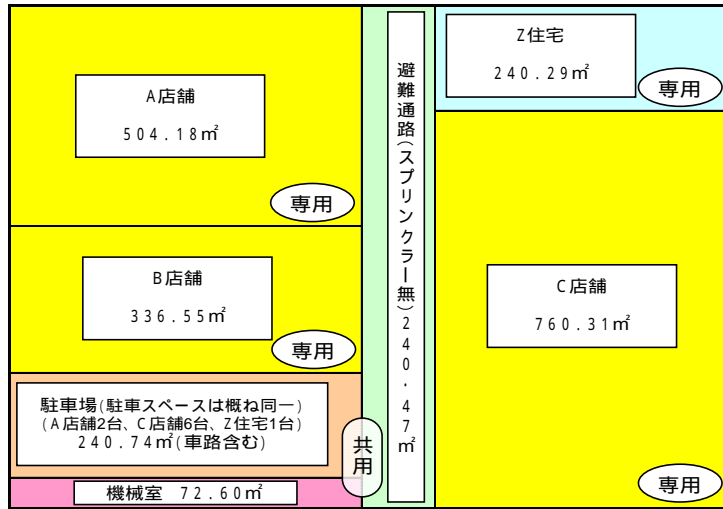 A店舗
504.18㎡
専用
B店舗
336.55㎡
専用
駐車場(駐車スペースは概ね同一)
(A店舗2台、C店舗6台、Z住宅1台)
240.74㎡(車路含む)
機械室 72.60㎡
共用
避難通路(スプリンクラー無)240.47㎡
Z住宅
240.29㎡
専用
C店舗
760.31㎡
専用